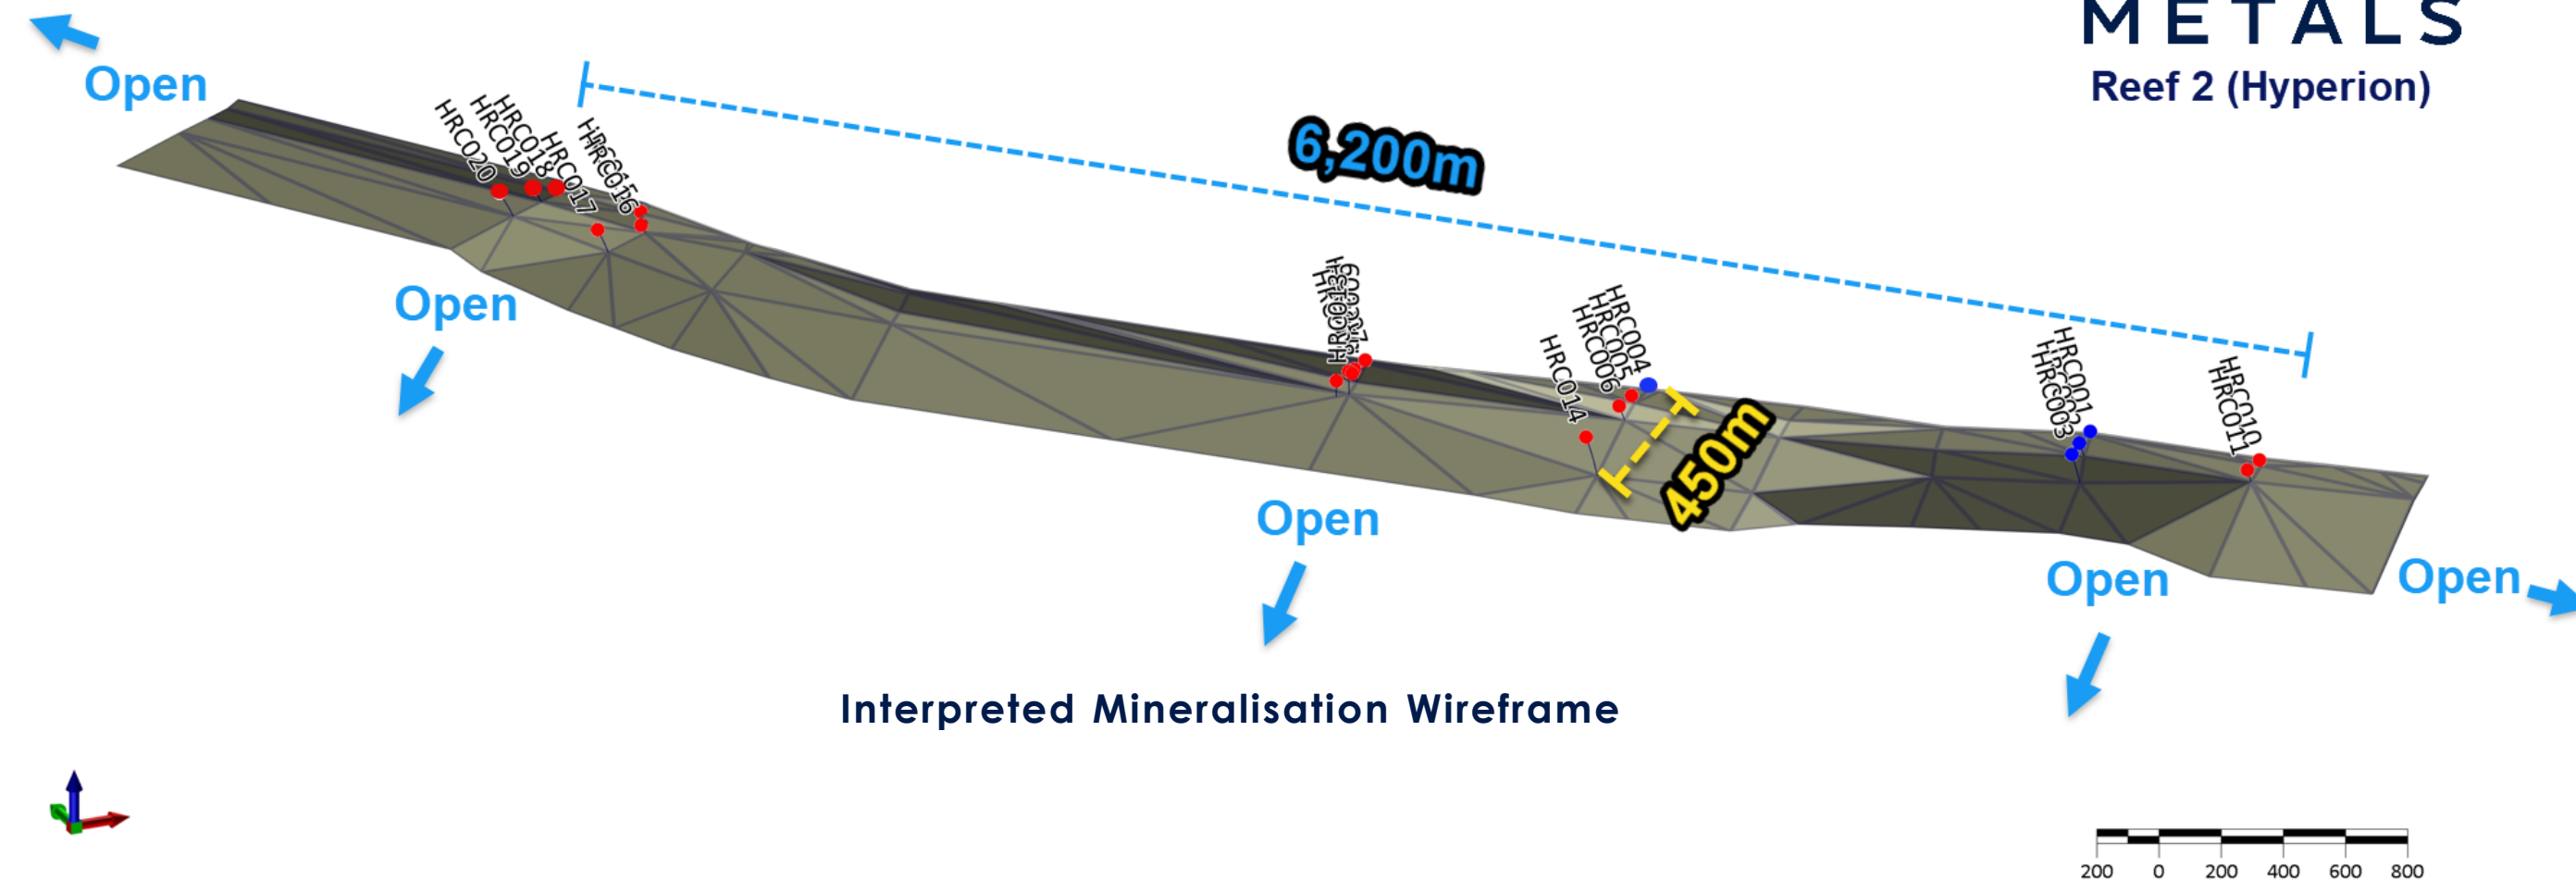 METALS
Reef 2 (Hyperion)
Open
6,200m
HRC020
HRC019
HRC018
HRC017
HRC016
Open
HRC004
HRC005
HRC006
HRC014
450m
HRC001
HRC003
HRC010
HRC011
Open
Open
Open
Interpreted Mineralisation Wireframe
200 0 200 400 600 800